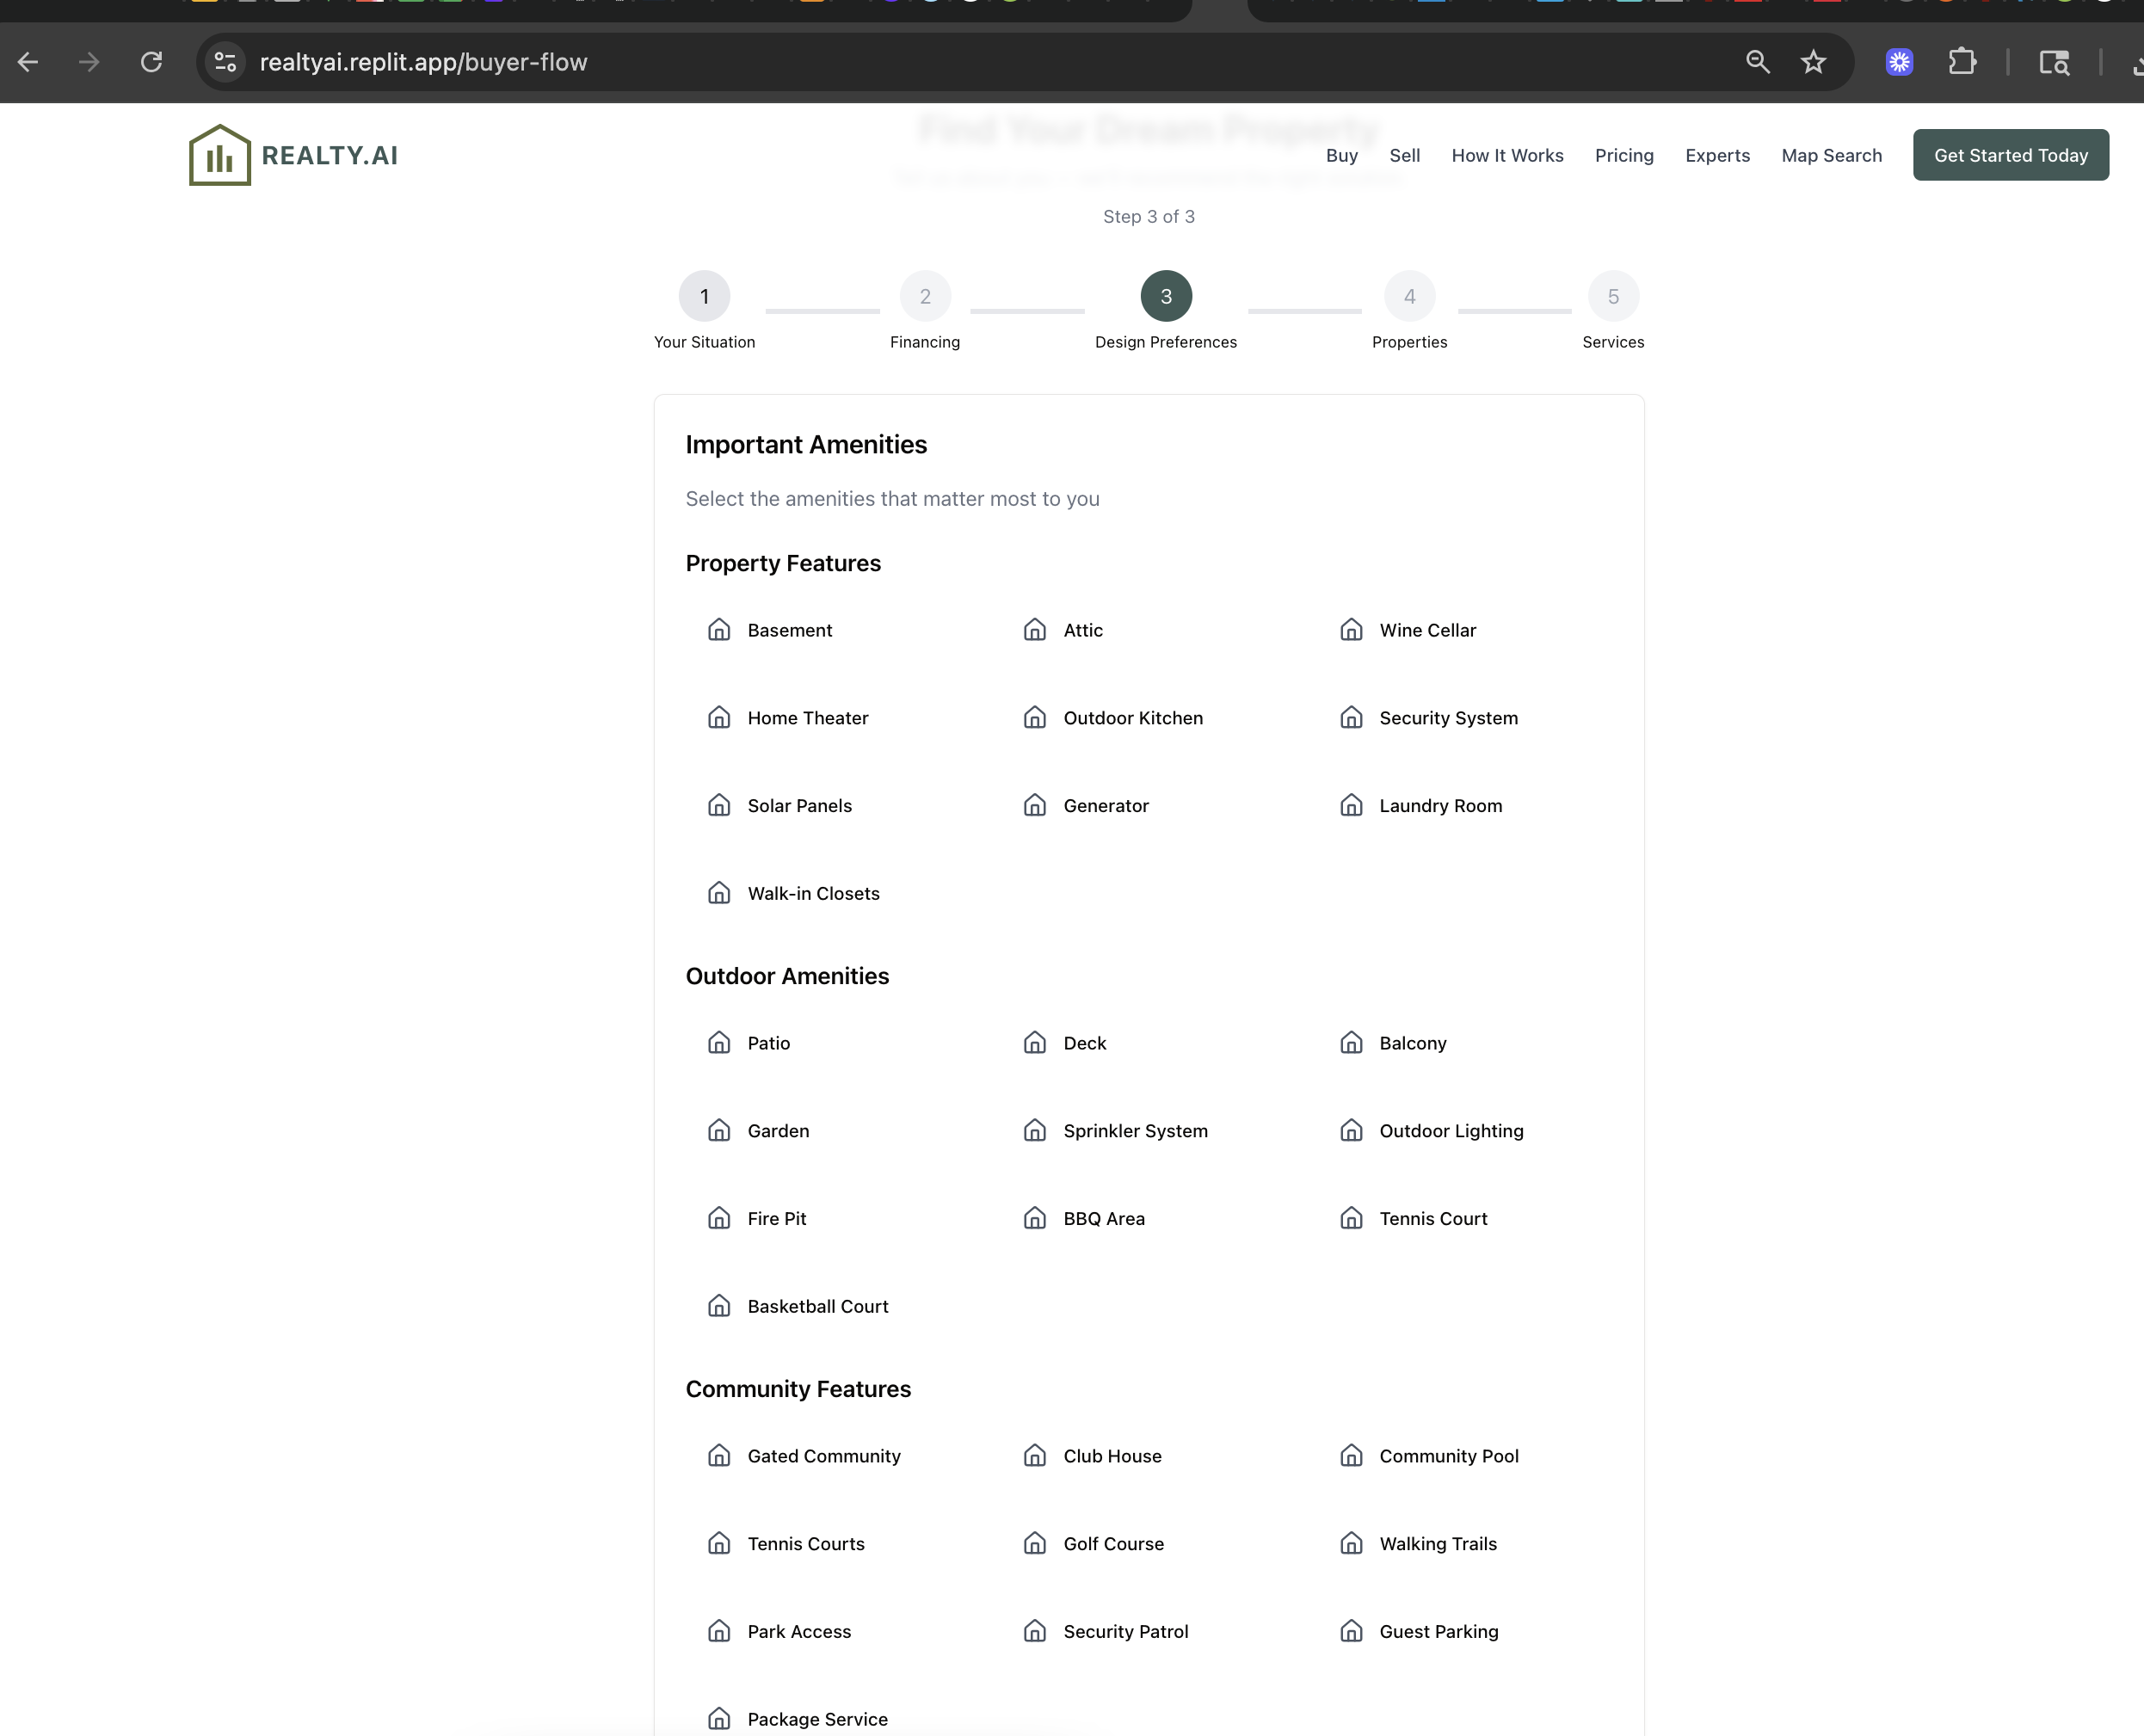 realtyai.replit.app/buyer-flow
Find Your Dream Property
REALTY.AI
Buy Sell How It Works Pricing Experts Map Search Get Started Today
Step 3 of 3
1 2 3 4 5
Your Situation Financing Design Preferences Properties Services
Important Amenities
Select the amenities that matter most to you
Property Features
Basement Attic Wine Cellar
Home Theater Outdoor Kitchen Security System
Solar Panels Generator Laundry Room
Walk-in Closets
Outdoor Amenities
Patio Deck Balcony
Garden Sprinkler System Outdoor Lighting
Fire Pit BBQ Area Tennis Court
Basketball Court
Community Features
Gated Community Club House Community Pool
Tennis Courts Golf Course Walking Trails
Park Access Security Patrol Guest Parking
Package Service